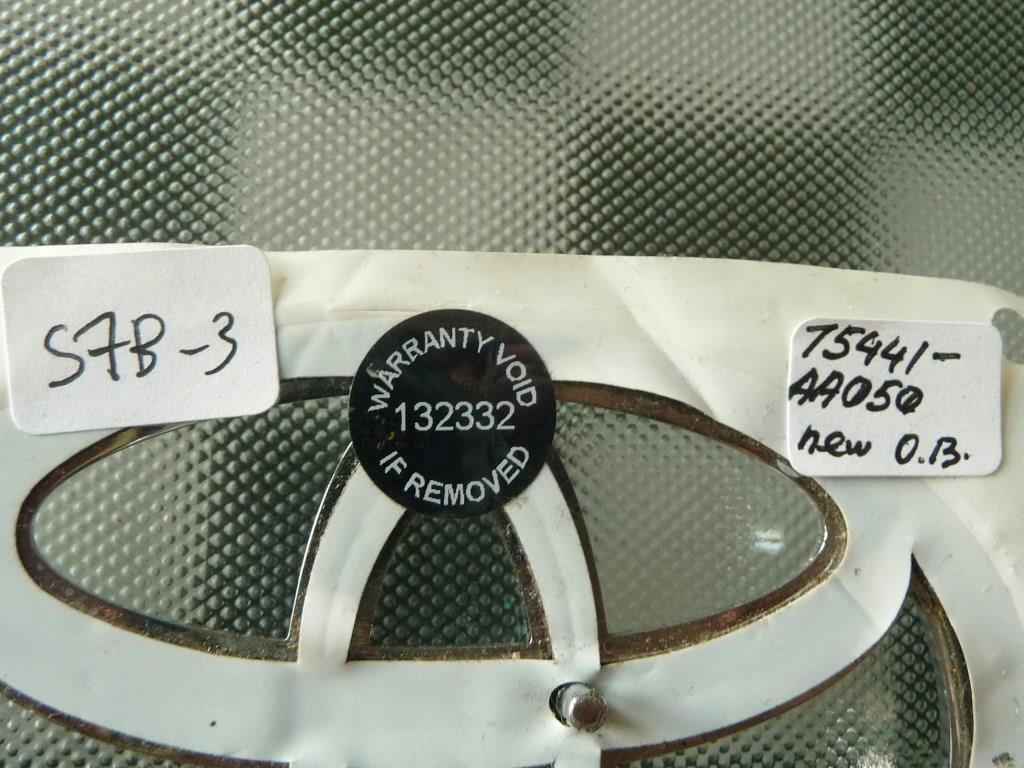 S7B-3
WARRANTY VOID
132332
IF REMOVED
75441-
AA050
new O.B.